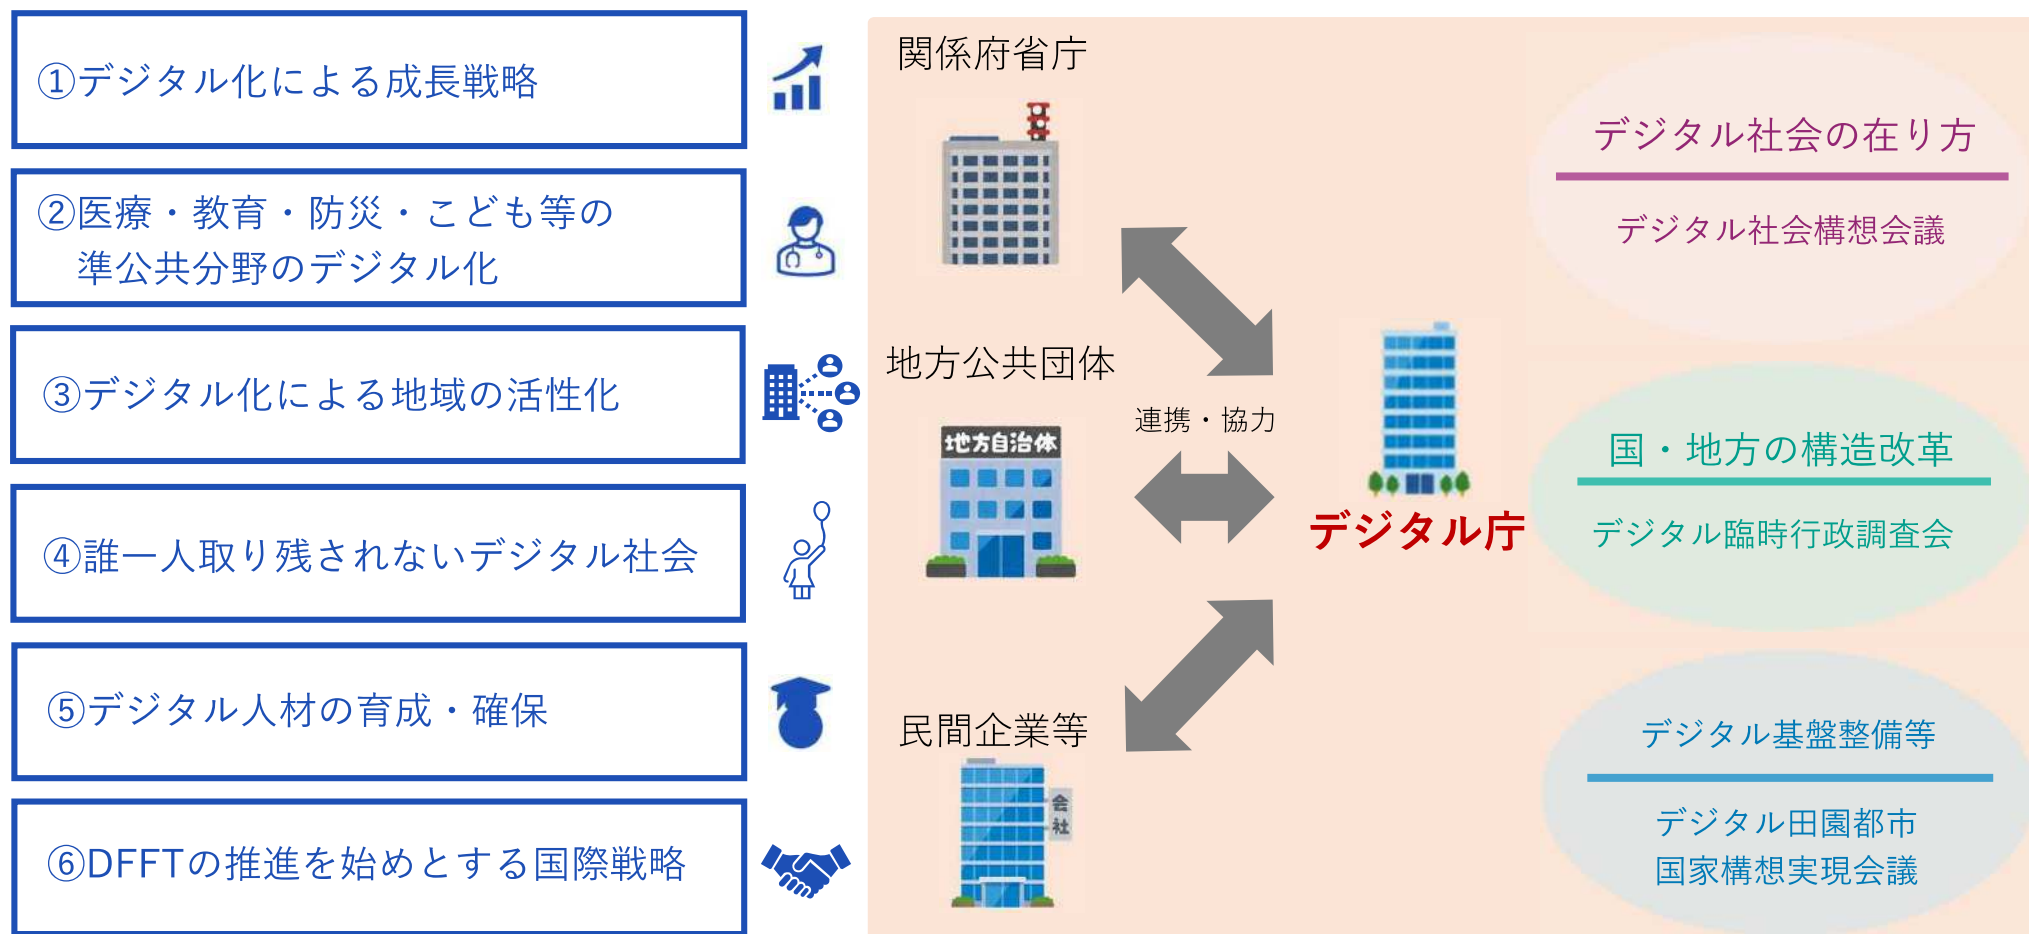 ①デジタル化による成長戦略
②医療・教育・防災・こども等の
準公共分野のデジタル化
③デジタル化による地域の活性化
④誰一人取り残されないデジタル社会
⑤デジタル人材の育成・確保
⑥DFFTの推進を始めとする国際戦略
関係府省庁
地方公共団体
地方自治体
民間企業等
会社
連携・協力
デジタル庁
デジタル社会の在り方
デジタル社会構想会議
国・地方の構造改革
デジタル臨時行政調査会
デジタル基盤整備等
デジタル田園都市
国家構想実現会議